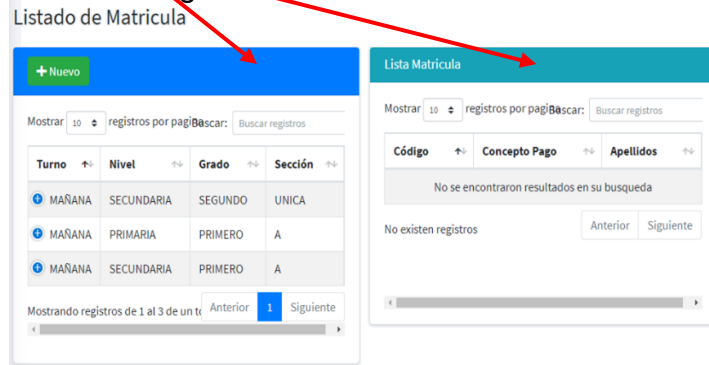 Listado de Matricula
+ Nuevo
Mostrar 10 registros por pagina Buscar: Buscar registros
Turno Nivel Grado Sección
MAÑANA SECUNDARIA SEGUNDO UNICA
MAÑANA PRIMARIA PRIMERO A
MAÑANA SECUNDARIA PRIMERO A
Mostrando registros de 1 al 3 de un
Anterior 1 Siguiente
Lista Matricula
Mostrar 10 registros por pagina Buscar: Buscar registros
Código Concepto Pago Apellidos
No se encontraron resultados en su busqueda
No existen registros
Anterior Siguiente